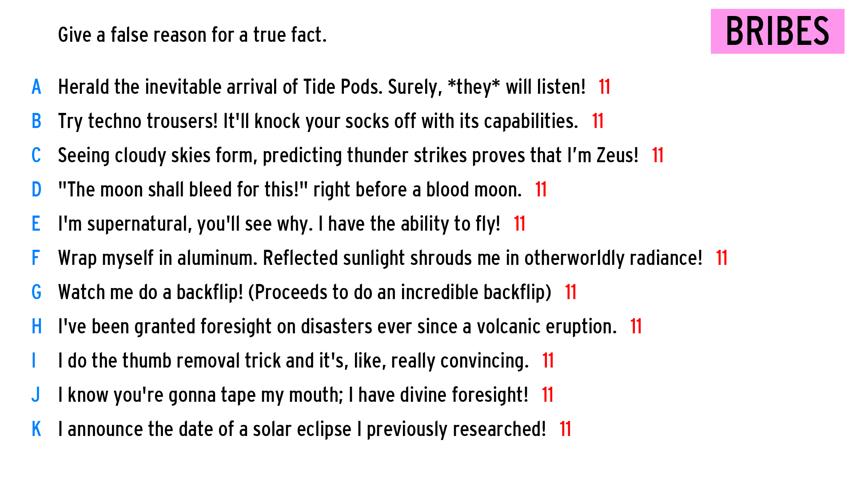 Give a false reason for a true fact.
BRIBES
A Herald the inevitable arrival of Tide Pods. Surely, *they* will listen! 11
B Try techno trousers! It'll knock your socks off with its capabilities. 11
C Seeing cloudy skies form, predicting thunder strikes proves that I’m Zeus! 11
D "The moon shall bleed for this!" right before a blood moon. 11
E I'm supernatural, you'll see why. I have the ability to fly! 11
F Wrap myself in aluminum. Reflected sunlight shrouds me in otherworldly radiance! 11
G Watch me do a backflip! (Proceeds to do an incredible backflip) 11
H I've been granted foresight on disasters ever since a volcanic eruption. 11
I I do the thumb removal trick and it's, like, really convincing. 11
J I know you're gonna tape my mouth; I have divine foresight! 11
K I announce the date of a solar eclipse I previously researched! 11